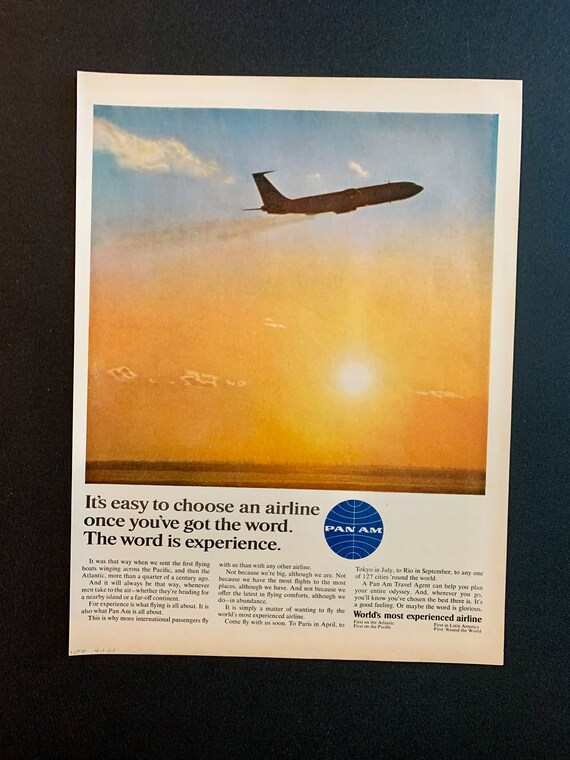 It's easy to choose an airline
once you've got the word.
The word is experience.
PAN AM
It was that way when we sent the first flying
boats winging across the Pacific, and then the
Atlantic, more than a quarter of a century ago.
And it will always be that way, whenever
men take to the air—whether they're heading for
a nearby island or a far-off continent.
For experience is what flying is all about. It is
also what Pan Am is all about.
This is why more international passengers fly
with us than with any other airline.
Not because we're big, although we are. Not
because we have the most flights to the most
places, although we have. And not because we
offer the latest in flying comforts, although we
do—in abundance.
It is simply a matter of wanting to fly the
world's most experienced airline.
Come fly with us soon. To Paris in April, to
Tokyo in July, to Rio in September, to any one
of 127 cities 'round the world.
A Pan Am Travel Agent can help you plan
your entire odyssey. And, wherever you go,
you'll know you've chosen the best there is. It's
a good feeling. Or maybe the word is glorious.
World's most experienced airline
First on the Atlantic
First on the Pacific
First in Latin America
First 'Round the World